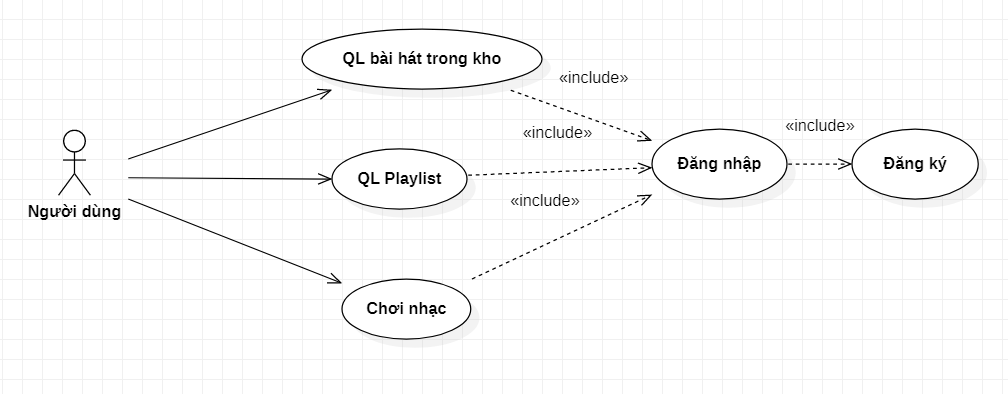 QL bài hát trong kho
«include»
«include»
«include»
Người dùng
QL Playlist
Đăng nhập
Đăng ký
«include»
Chơi nhạc